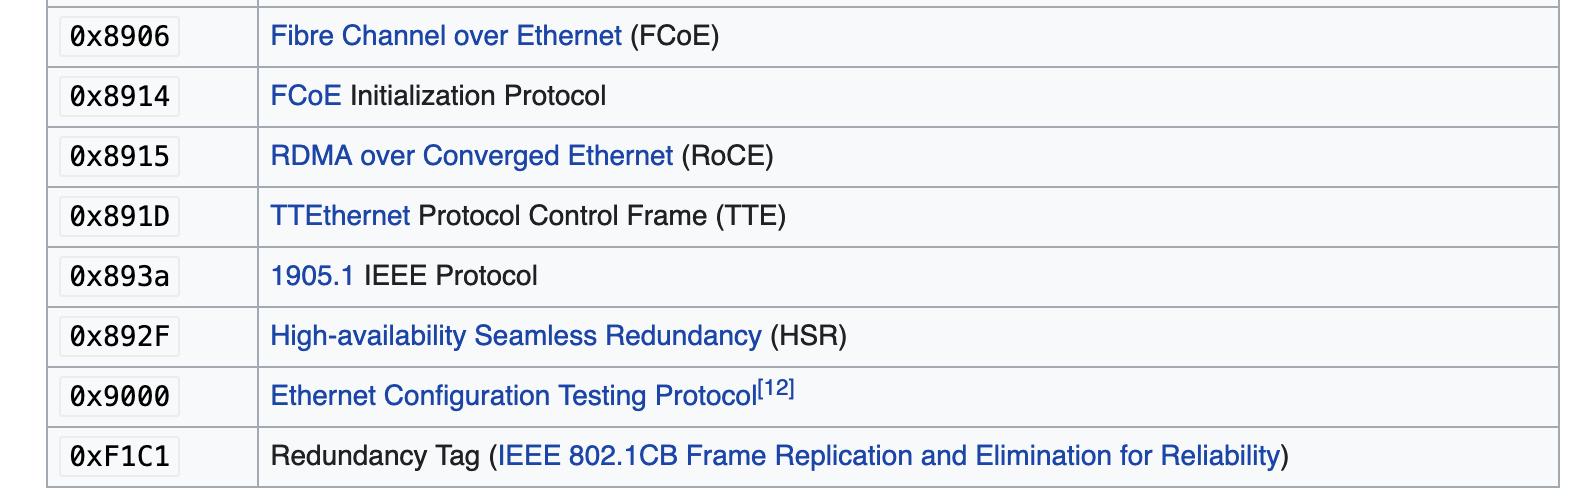 0x8906 Fibre Channel over Ethernet (FCoE)
0x8914 FCoE Initialization Protocol
0x8915 RDMA over Converged Ethernet (RoCE)
0x891D TTEthernet Protocol Control Frame (TTE)
0x893a 1905.1 IEEE Protocol
0x892F High-availability Seamless Redundancy (HSR)
0x9000 Ethernet Configuration Testing Protocol[12]
0xF1C1 Redundancy Tag (IEEE 802.1CB Frame Replication and Elimination for Reliability)